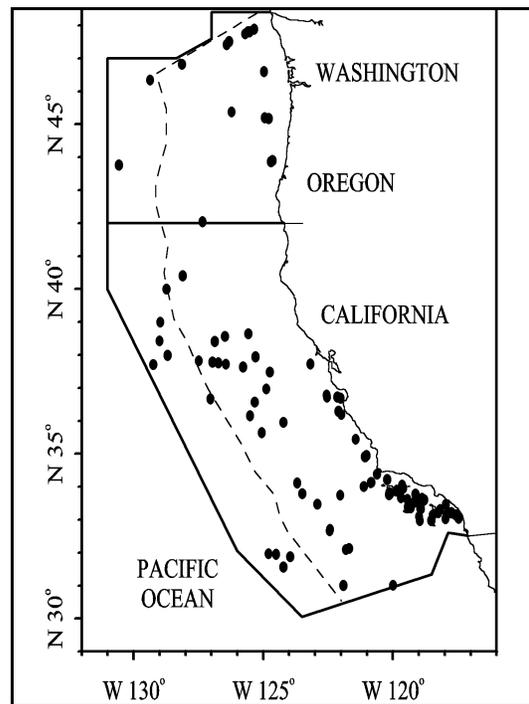 WASHINGTON
N 45°
OREGON
N 40°
CALIFORNIA
N 35°
PACIFIC
OCEAN
N 30°
W 130° W 125° W 120°